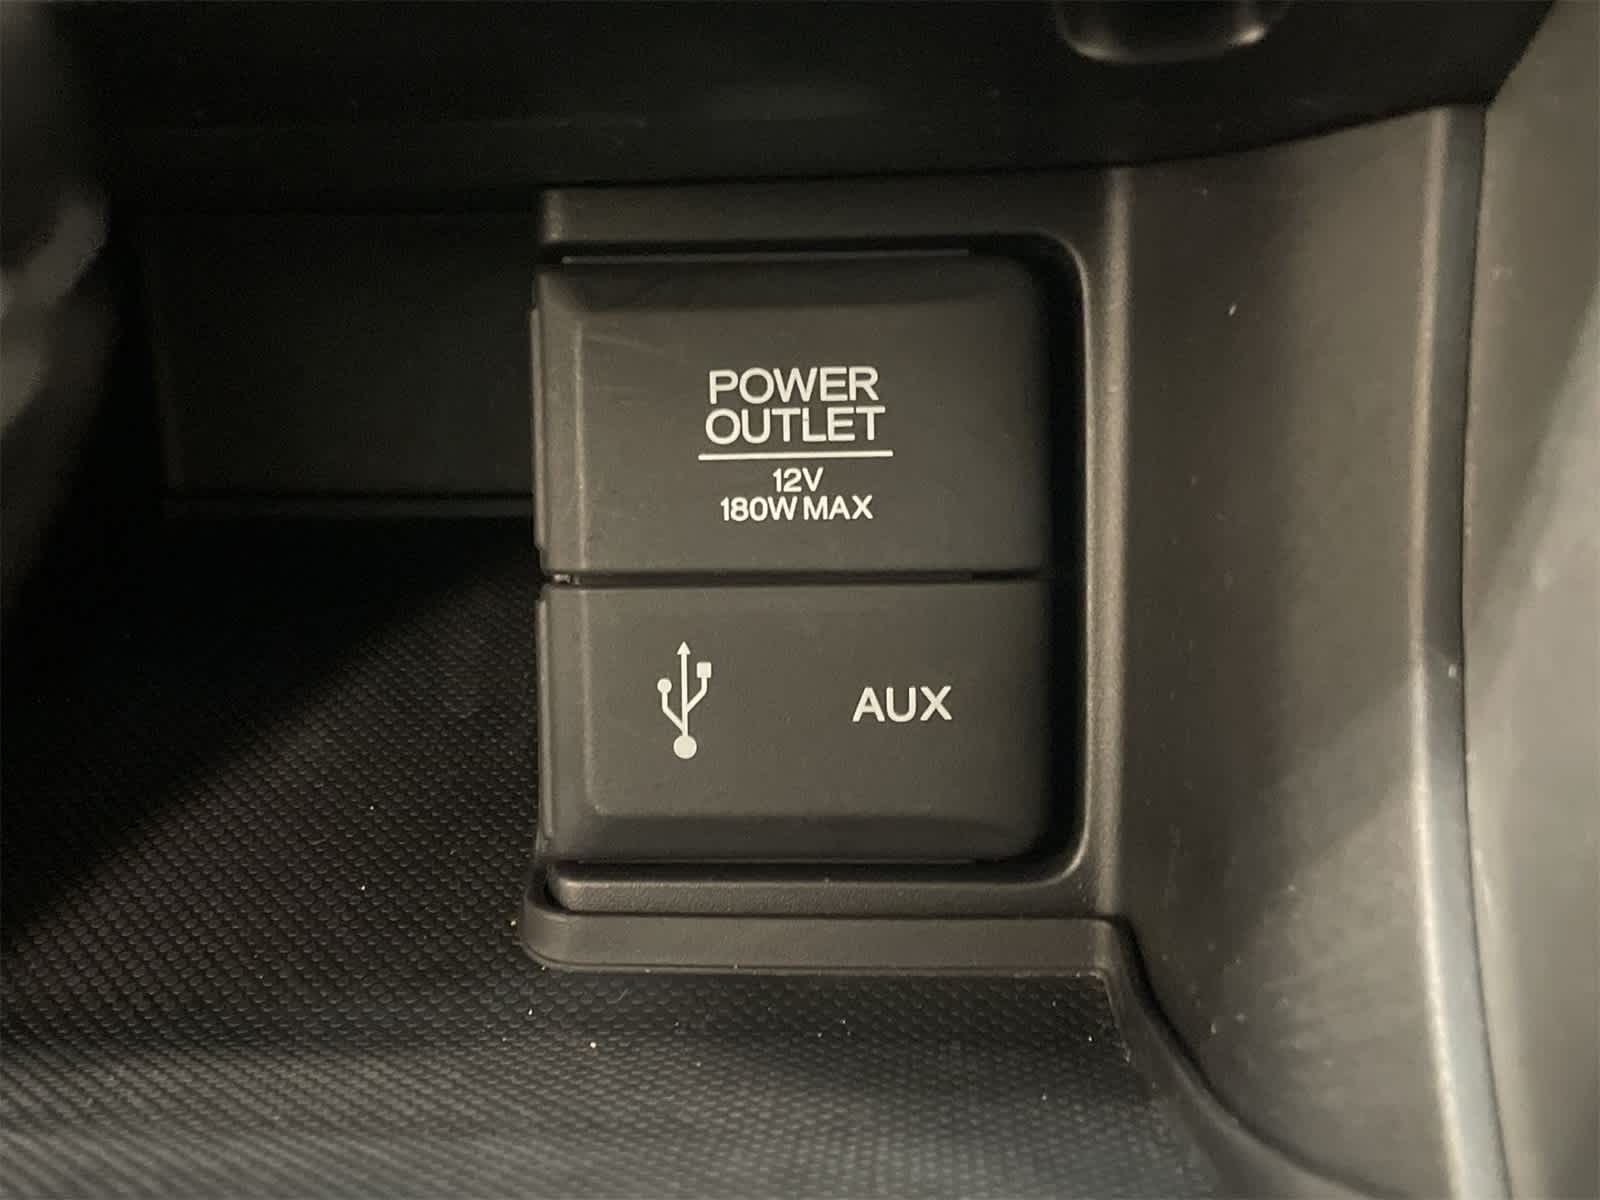 POWER
OUTLET
12V
180W MAX
AUX